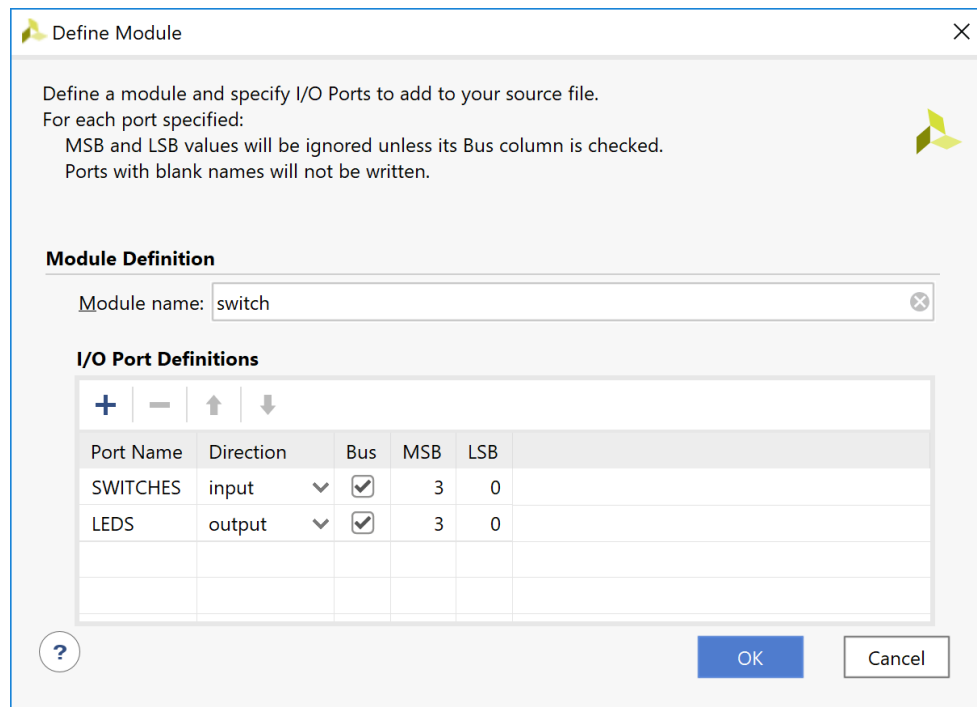 Define Module
Define a module and specify I/O Ports to add to your source file.
For each port specified:
MSB and LSB values will be ignored unless its Bus column is checked.
Ports with blank names will not be written.
Module Definition
Module name: switch
I/O Port Definitions
Port Name Direction Bus MSB LSB
SWITCHES input 3 0
LEDS output 3 0
? OK Cancel